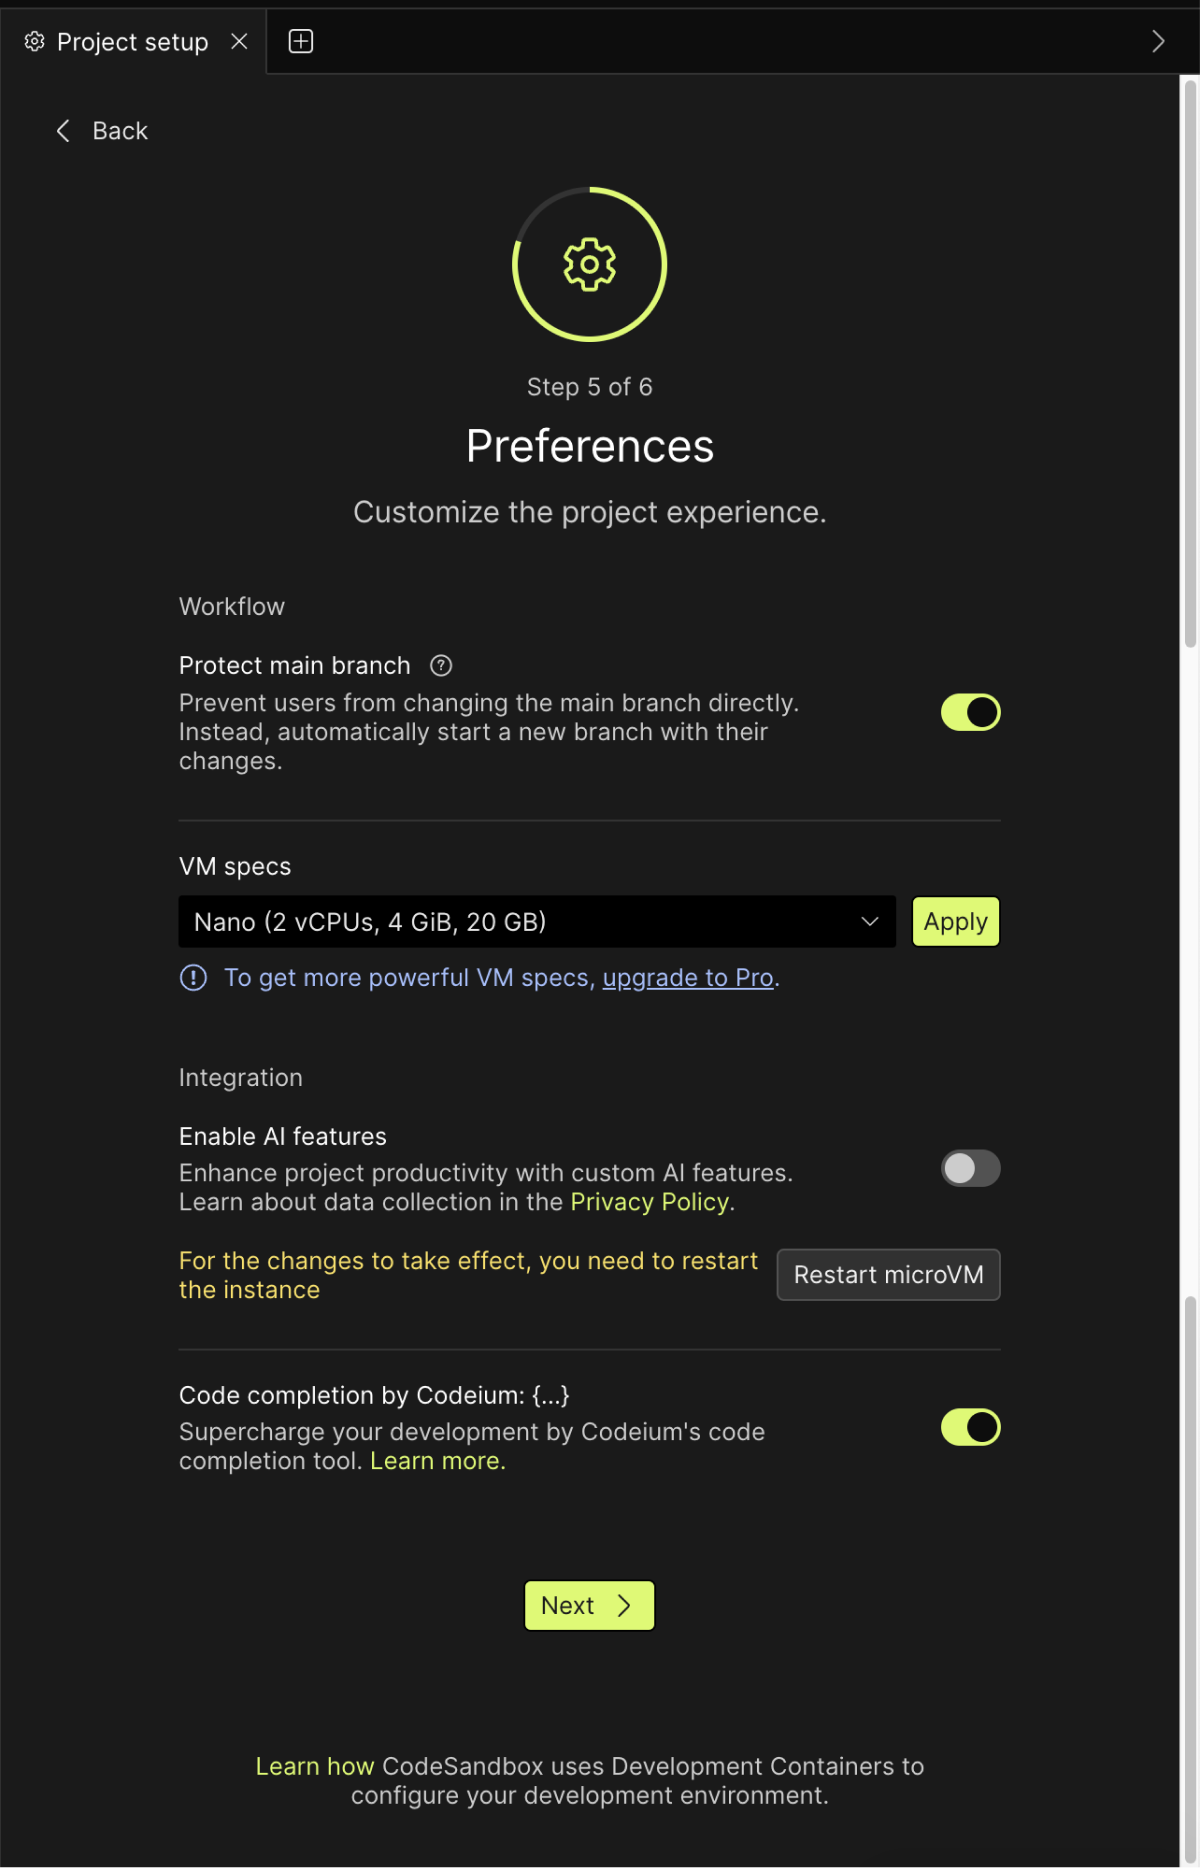 Project setup
Back
Step 5 of 6
Preferences
Customize the project experience.
Workflow
Protect main branch
Prevent users from changing the main branch directly.
Instead, automatically start a new branch with their
changes.
VM specs
Nano (2 vCPUs, 4 GiB, 20 GB)
Apply
To get more powerful VM specs, upgrade to Pro.
Integration
Enable AI features
Enhance project productivity with custom AI features.
Learn about data collection in the Privacy Policy.
For the changes to take effect, you need to restart
the instance
Restart microVM
Code completion by Codeium: {...}
Supercharge your development by Codeium's code
completion tool. Learn more.
Next
Learn how CodeSandbox uses Development Containers to
configure your development environment.